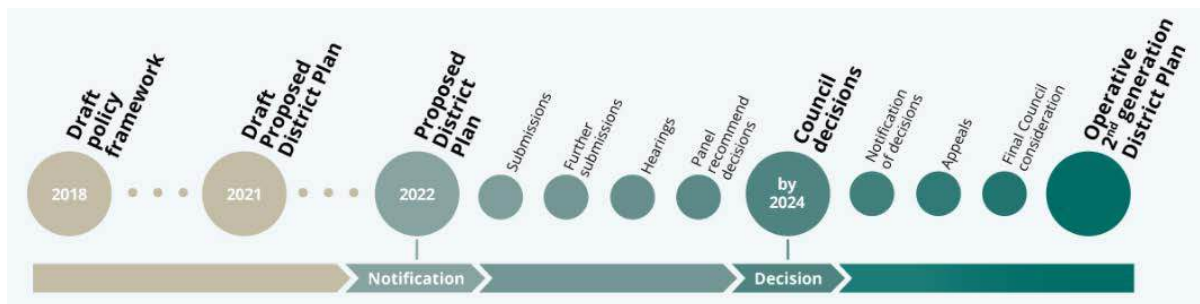 Draft
policy
framework
2018
Draft
Proposed
District Plan
2021
Proposed
District
Plan
2022
Submissions
Further
submissions
Hearings
Panel
recommend
decisions
Council
decisions
by
2024
Notification
of decisions
Appeals
Final Council
consideration
Operative
2nd generation
District Plan
Notification
Decision